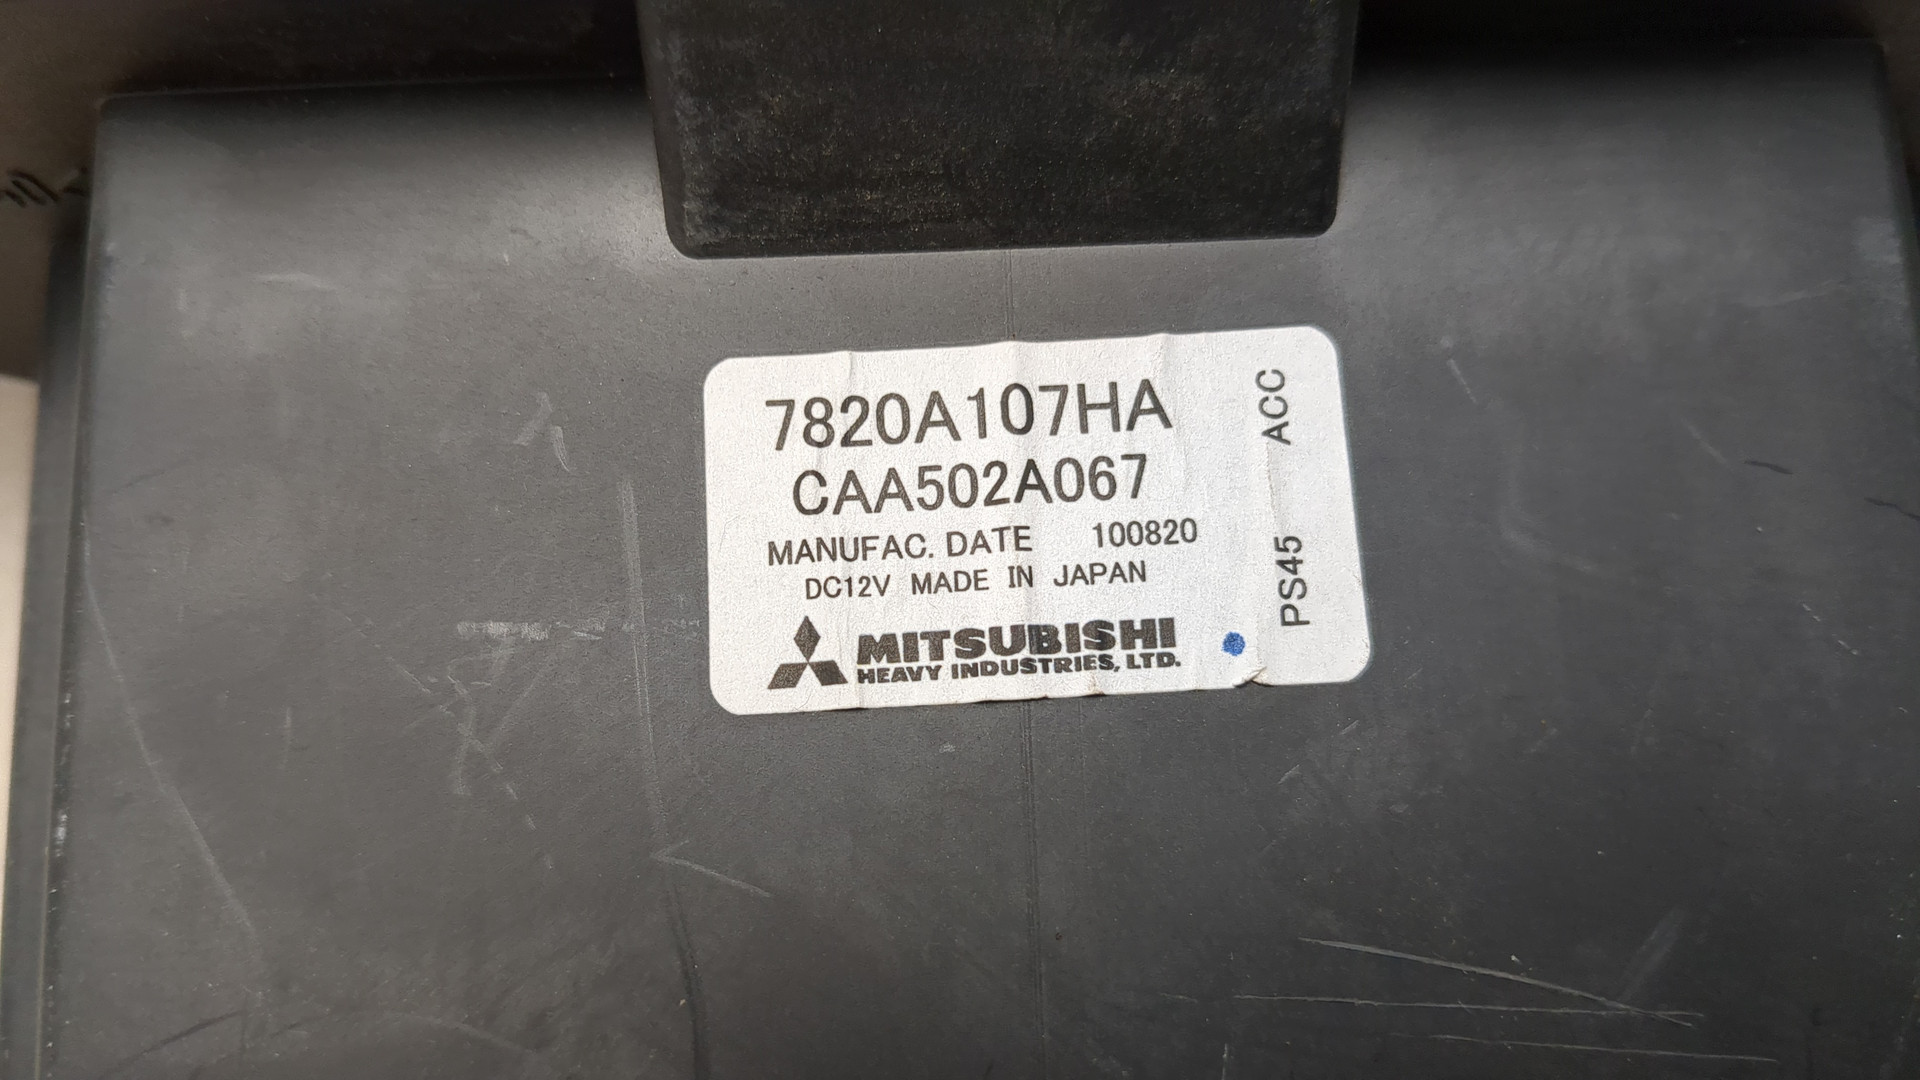 7820A107HA
CAA502A067
MANUFAC. DATE 100820
DC12V MADE IN JAPAN
MITSUBISHI
HEAVY INDUSTRIES, LTD.
PS45 ACC